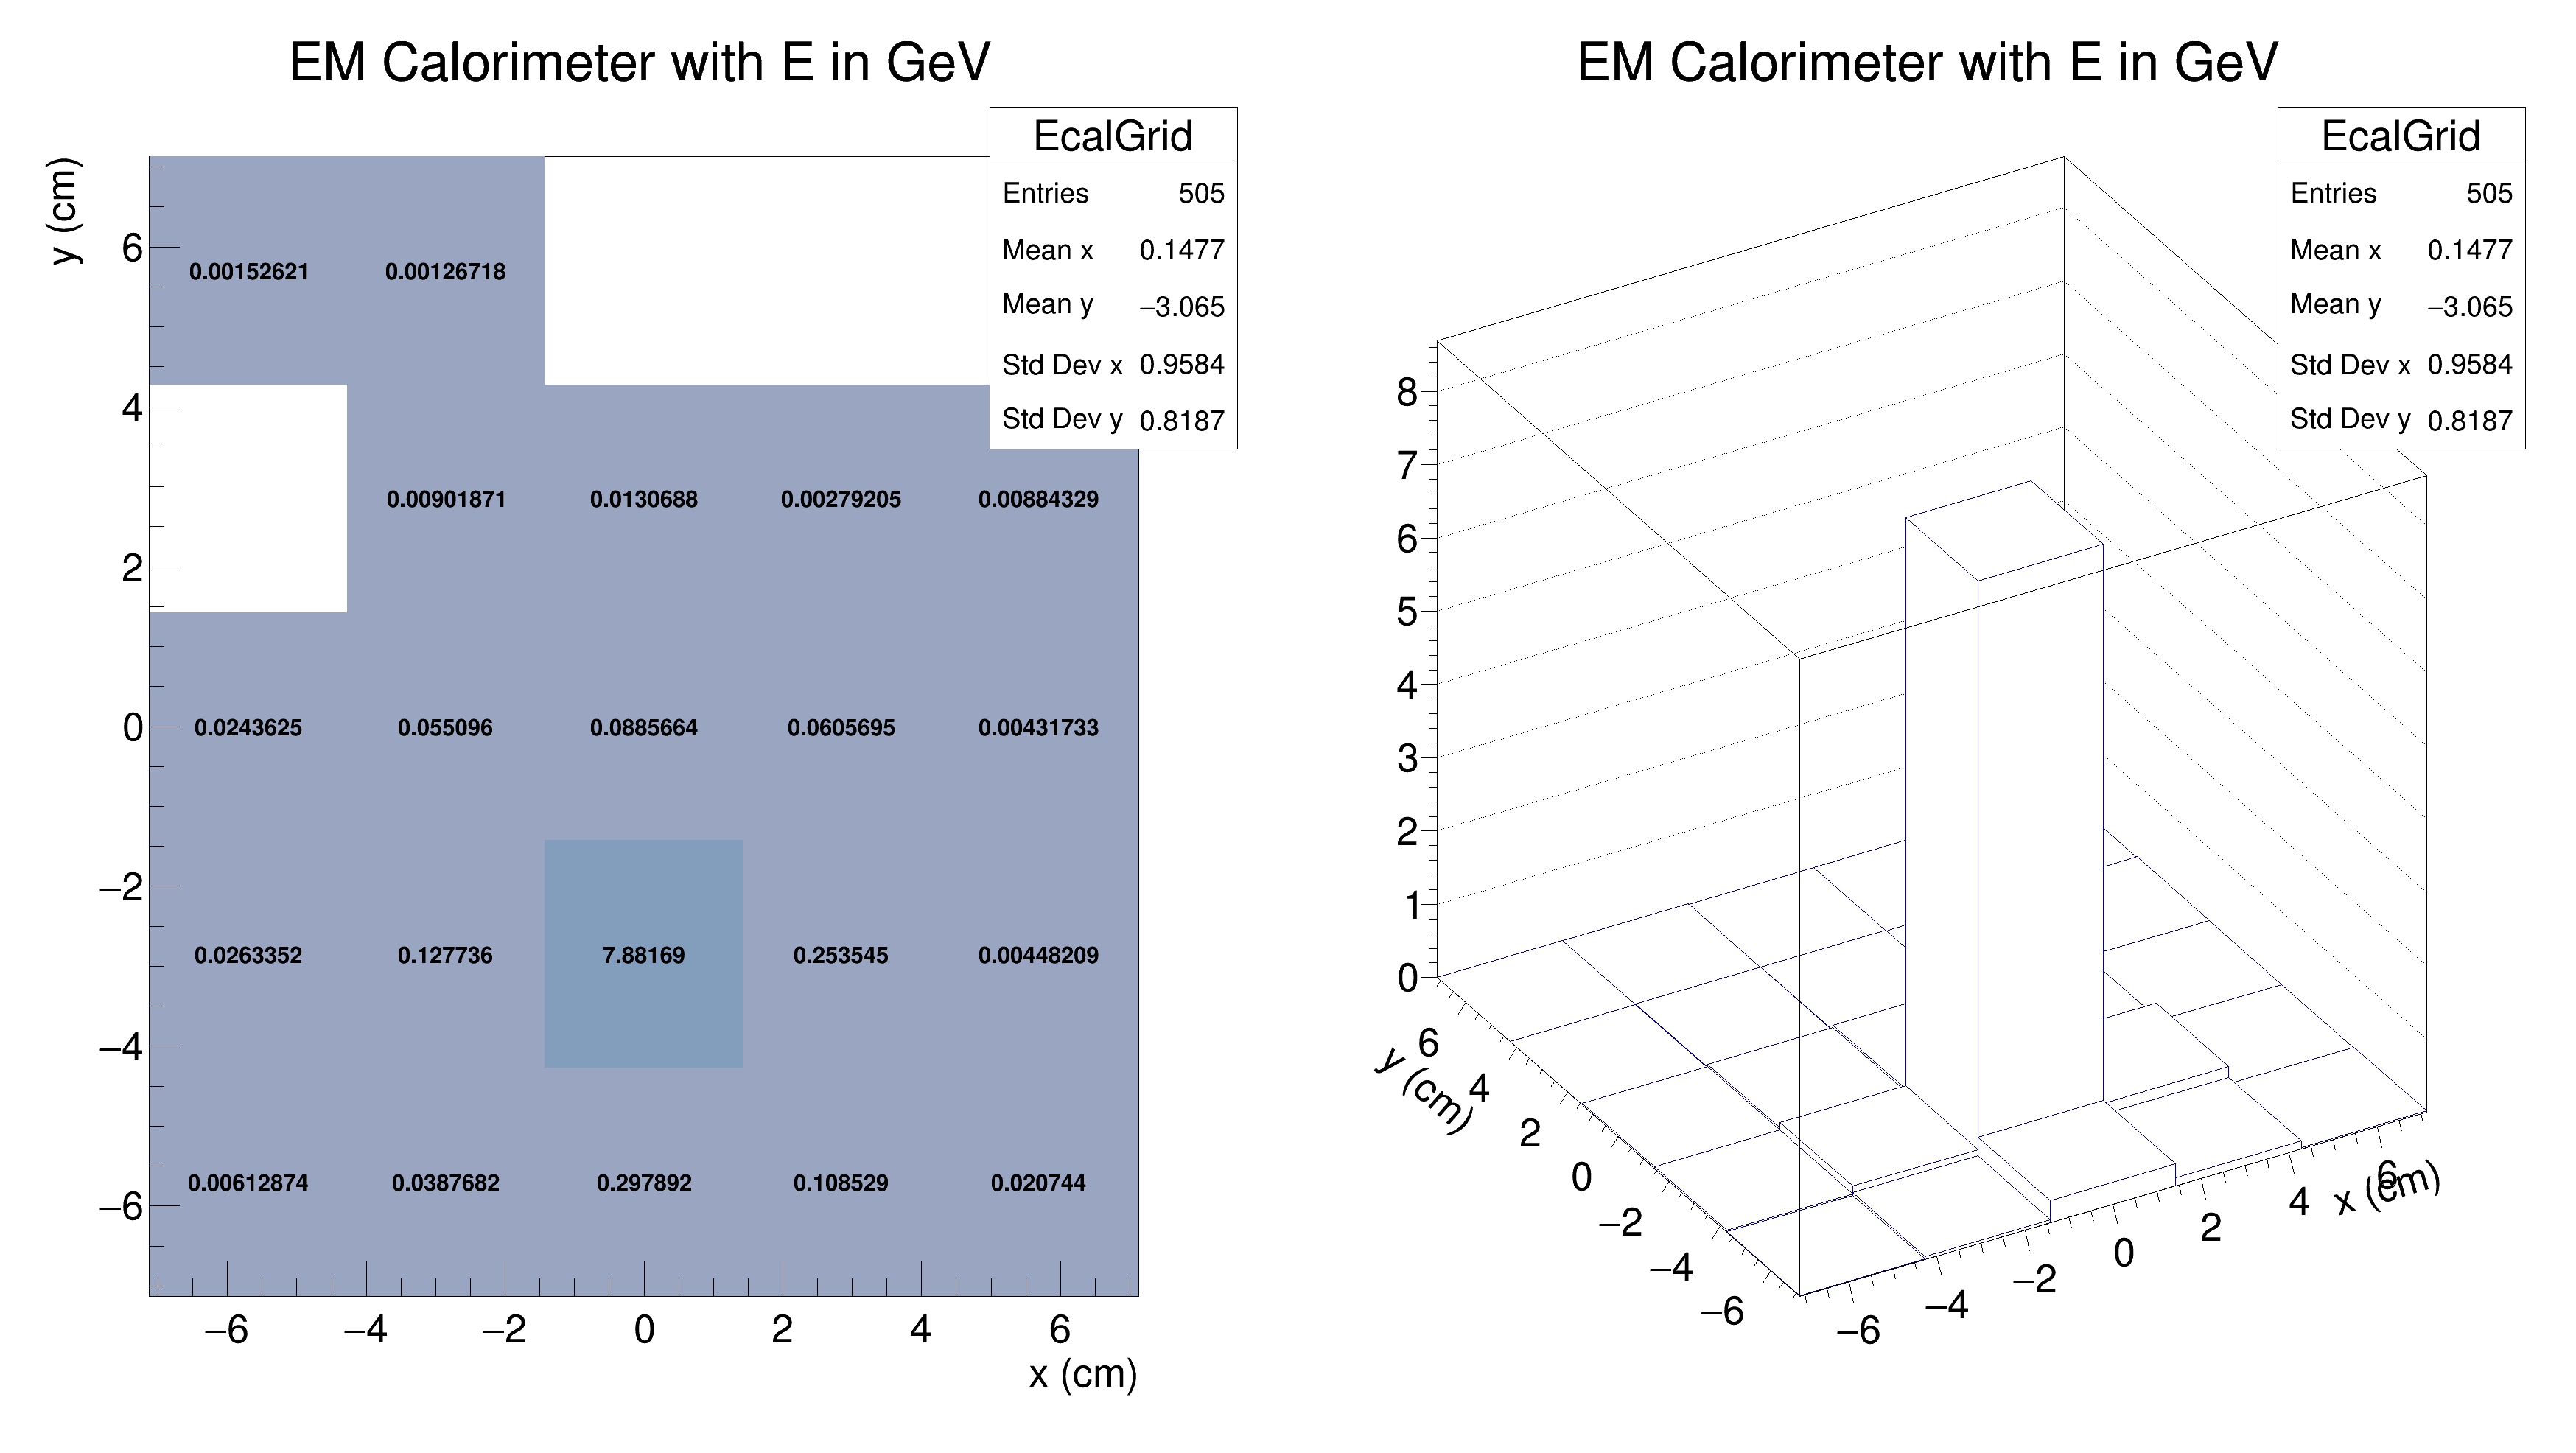 EM Calorimeter with E in GeV
EcalGrid
Entries 505
Mean x 0.1477
Mean y −3.065
Std Dev x 0.9584
Std Dev y 0.8187
y (cm)
6
4
2
0
−2
−4
−6
0.00152621 0.00126718
0.00901871 0.0130688 0.00279205 0.00884329
0.0243625 0.055096 0.0885664 0.0605695 0.00431733
0.0263352 0.127736 7.88169 0.253545 0.00448209
0.00612874 0.0387682 0.297892 0.108529 0.020744
−6 −4 −2 0 2 4 6
x (cm)
EM Calorimeter with E in GeV
EcalGrid
Entries 505
Mean x 0.1477
Mean y −3.065
Std Dev x 0.9584
Std Dev y 0.8187
8
7
6
5
4
3
2
1
0
y (cm)
6
4
2
0
−2
−4
−6
−6
−4
−2
0
2
4
6
x (cm)